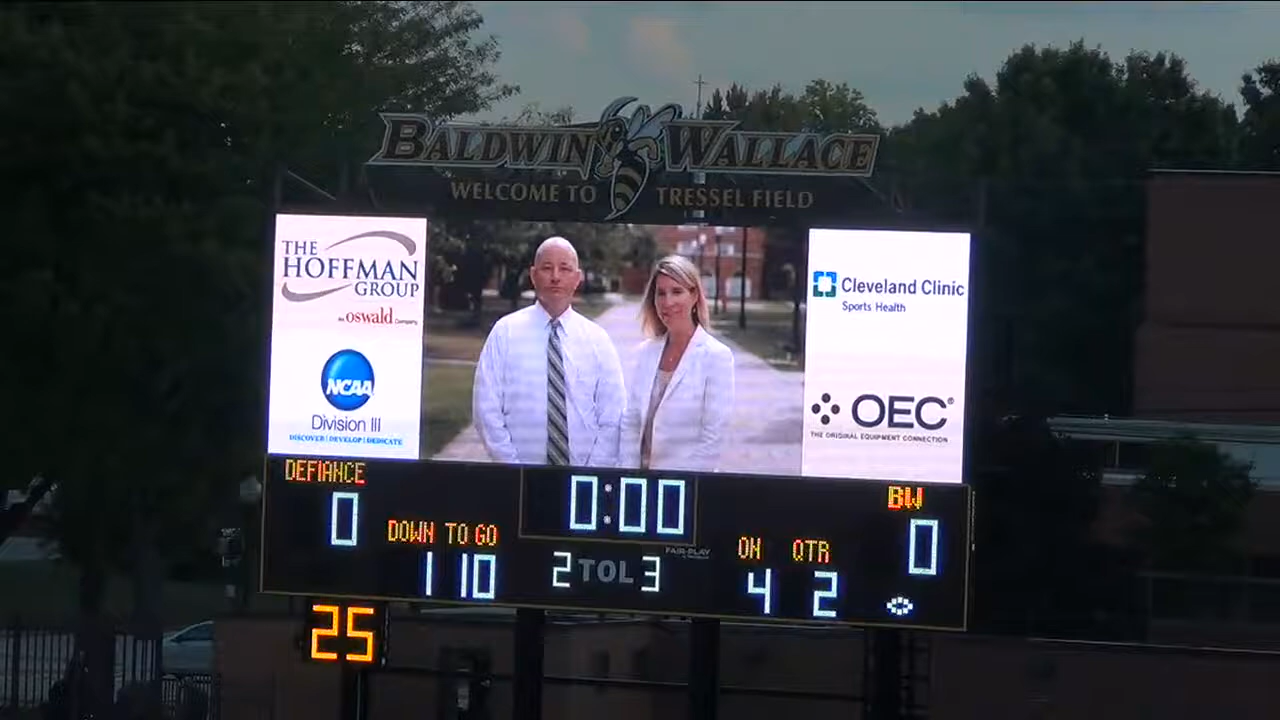 BALDWIN WALLACE
WELCOME TO TRESSEL FIELD
THE
HOFFMAN
GROUP
An oswald Company
NCAA
Division III
DISCOVER | DEVELOP | DEDICATE
Cleveland Clinic
Sports Health
OEC®
THE ORIGINAL EQUIPMENT CONNECTION
DEFIANCE
0
0:00
BW
0
DOWN TO GO
1 10
FAIR-PLAY
2 TOL 3
ON QTR
4 2
25